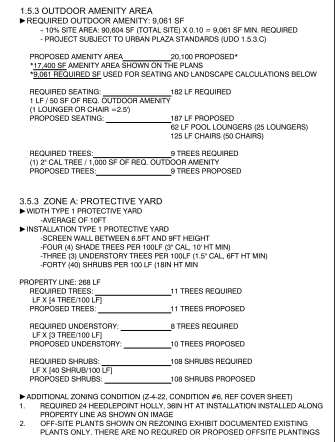 1.5.3 OUTDOOR AMENITY AREA
►REQUIRED OUTDOOR AMENITY: 9,061 SF
- 10% SITE AREA: 90,604 SF (TOTAL SITE) X 0.10 = 9,061 SF MIN. REQUIRED
- PROJECT SUBJECT TO URBAN PLAZA STANDARDS (UDO 1.5.3.C)
PROPOSED AMENITY AREA 20,100 PROPOSED*
*17,400 SF AMENITY AREA SHOWN ON THE PLANS
*9,061 REQUIRED SF USED FOR SEATING AND LANDSCAPE CALCULATIONS BELOW
REQUIRED SEATING: 182 LF REQUIRED
1 LF / 50 SF OF REQ. OUTDOOR AMENITY
(1 LOUNGER OR CHAIR =2.5')
PROPOSED SEATING: 187 LF PROPOSED
62 LF POOL LOUNGERS (25 LOUNGERS)
125 LF CHAIRS (50 CHAIRS)
REQUIRED TREES: 9 TREES REQUIRED
(1) 2" CAL TREE / 1,000 SF OF REQ. OUTDOOR AMENITY
PROPOSED TREES: 9 TREES PROPOSED
3.5.3 ZONE A: PROTECTIVE YARD
►WIDTH TYPE 1 PROTECTIVE YARD
-AVERAGE OF 10FT
►INSTALLATION TYPE 1 PROTECTIVE YARD
-SCREEN WALL BETWEEN 6.5FT AND 9FT HEIGHT
-FOUR (4) SHADE TREES PER 100LF (3" CAL, 10' HT MIN)
-THREE (3) UNDERSTORY TREES PER 100LF (1.5" CAL, 6FT HT MIN)
-FORTY (40) SHRUBS PER 100 LF (18IN HT MIN
PROPERTY LINE: 268 LF
REQUIRED TREES: 11 TREES REQUIRED
LF X [4 TREE/100 LF]
PROPOSED TREES: 11 TREES PROPOSED
REQUIRED UNDERSTORY: 8 TREES REQUIRED
LF X [3 TREE/100 LF]
PROPOSED UNDERSTORY: 10 TREES PROPOSED
REQUIRED SHRUBS: 108 SHRUBS REQUIRED
LF X [40 SHRUB/100 LF]
PROPOSED SHRUBS: 108 SHRUBS PROPOSED
►ADDITIONAL ZONING CONDITION (Z-4-22, CONDITION #6, REF COVER SHEET)
1. REQUIRED 24 NEEDLEPOINT HOLLY, 36IN HT AT INSTALLATION INSTALLED ALONG
PROPERTY LINE AS SHOWN ON IMAGE
2. OFF-SITE PLANTS SHOWN ON REZONING EXHIBIT DOCUMENTED EXISTING
PLANTS ONLY. THERE ARE NO REQUIRED OR PROPOSED OFFSITE PLANTINGS